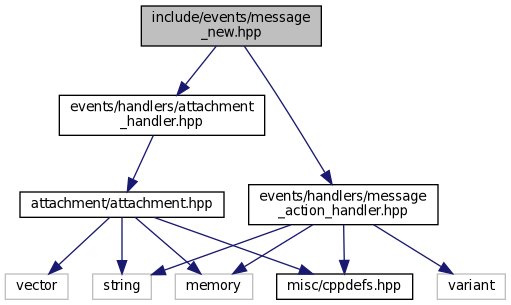 include/events/message
_new.hpp
events/handlers/attachment
_handler.hpp
attachment/attachment.hpp
events/handlers/message
_action_handler.hpp
vector
string
memory
misc/cppdefs.hpp
variant